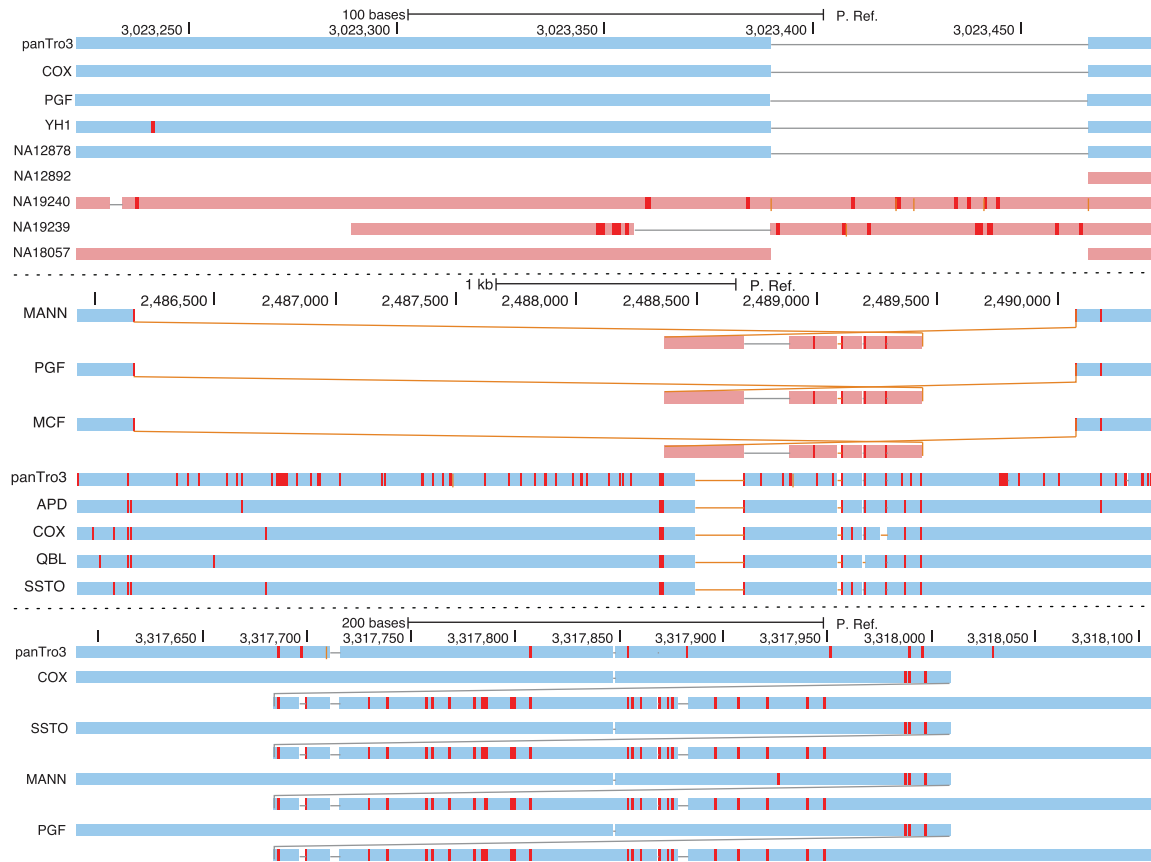 100 bases P. Ref.
3,023,250 3,023,300 3,023,350 3,023,400 3,023,450
panTro3
COX
PGF
YH1
NA12878
NA12892
NA19240
NA19239
NA18057
1 kb P. Ref.
2,486,500 2,487,000 2,487,500 2,488,000 2,488,500 2,489,000 2,489,500 2,490,000
MANN
PGF
MCF
panTro3
APD
COX
QBL
SSTO
200 bases P. Ref.
3,317,650 3,317,700 3,317,750 3,317,800 3,317,850 3,317,900 3,317,950 3,318,000 3,318,050 3,318,100
panTro3
COX
SSTO
MANN
PGF